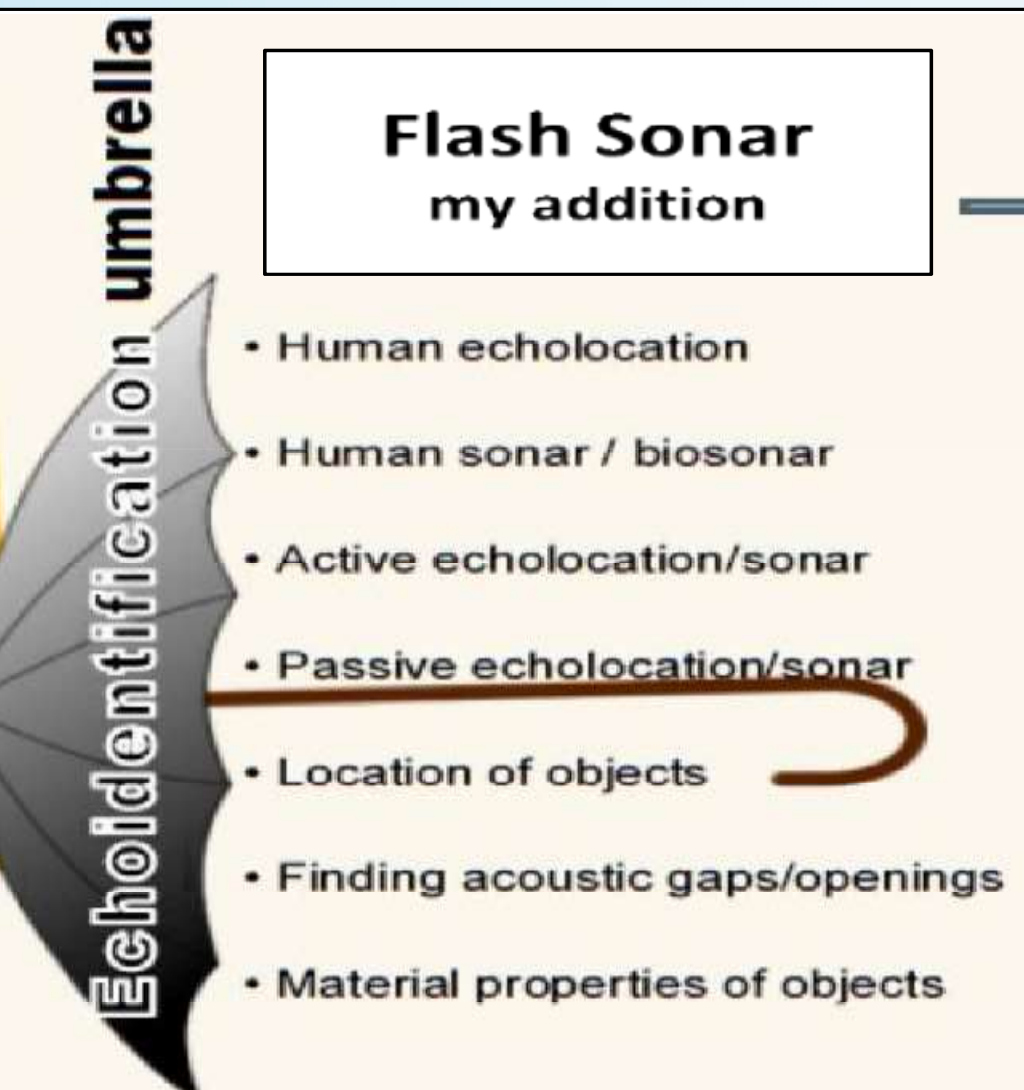 Echoidentification umbrella
Flash Sonar
my addition
• Human echolocation
• Human sonar / biosonar
• Active echolocation/sonar
• Passive echolocation/sonar
• Location of objects
• Finding acoustic gaps/openings
• Material properties of objects